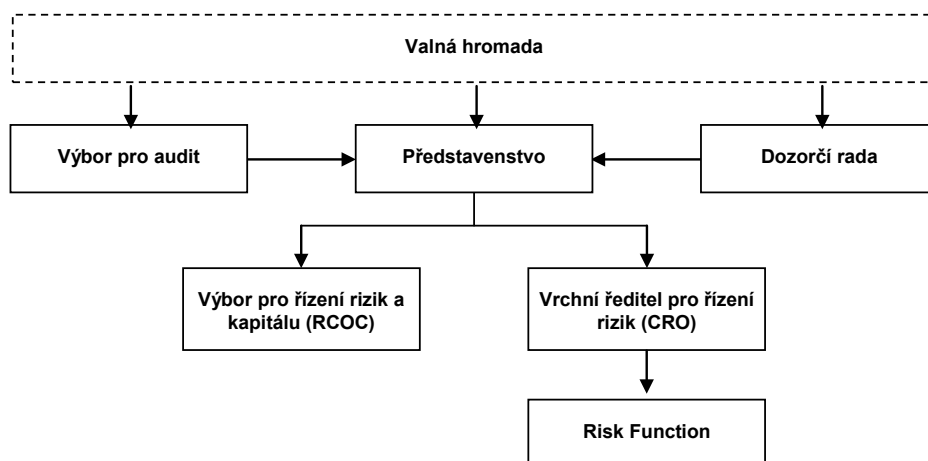 Valná hromada
Výbor pro audit
Představenstvo
Dozorčí rada
Výbor pro řízení rizik a
kapitálu (RCOC)
Vrchní ředitel pro řízení
rizik (CRO)
Risk Function